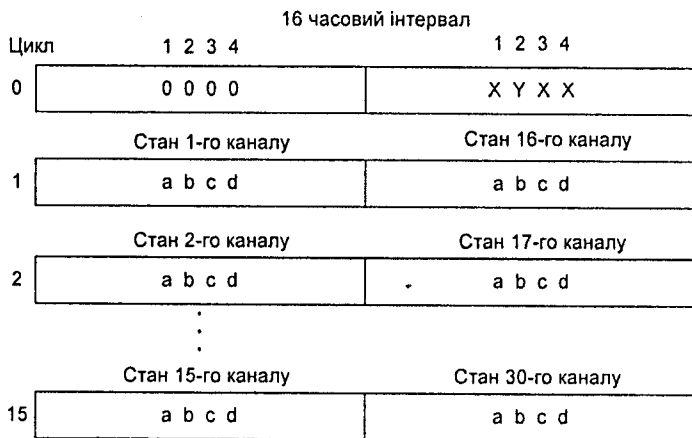 16 часовий інтервал
Цикл 1 2 3 4 1 2 3 4
0 0 0 0 0 X Y X X
Стан 1-го каналу Стан 16-го каналу
1 a b c d a b c d
Стан 2-го каналу Стан 17-го каналу
2 a b c d a b c d
Стан 15-го каналу Стан 30-го каналу
15 a b c d a b c d